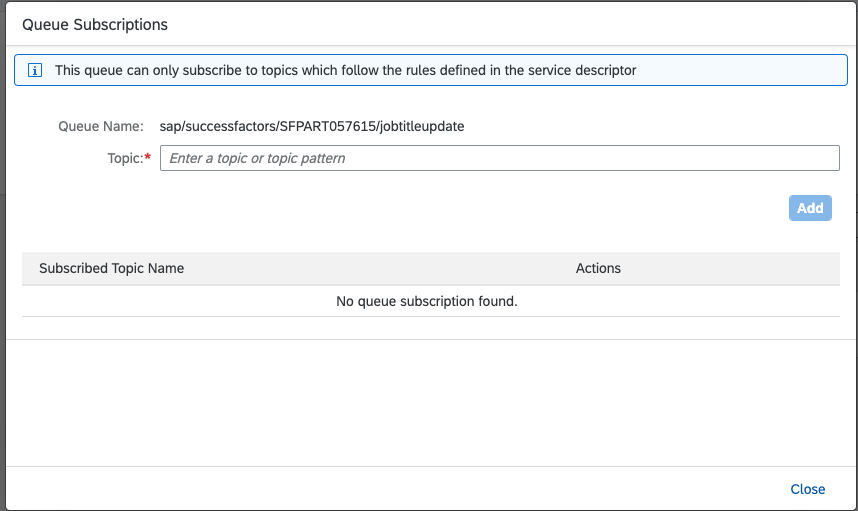 Queue Subscriptions
This queue can only subscribe to topics which follow the rules defined in the service descriptor
Queue Name: sap/successfactors/SFPART057615/jobtitleupdate
Topic:* Enter a topic or topic pattern
Add
Subscribed Topic Name Actions
No queue subscription found.
Close